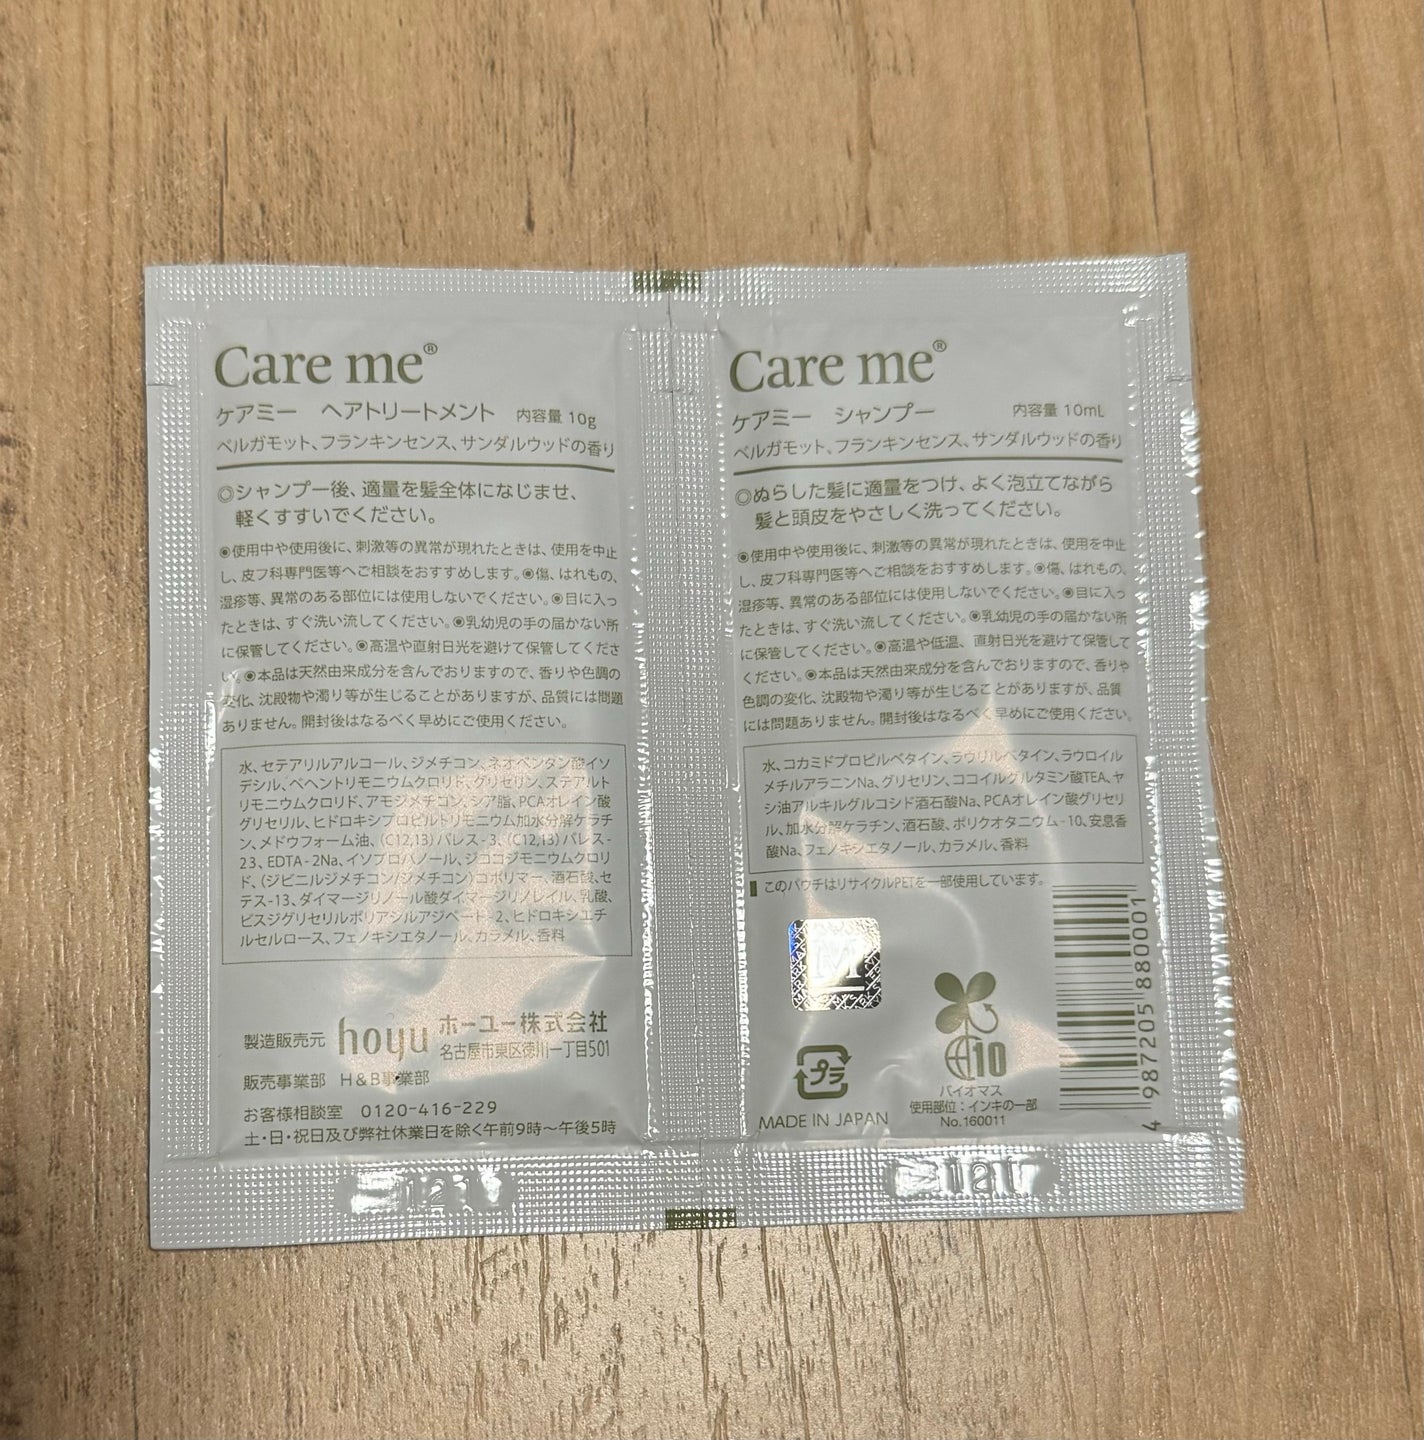 Care me®
ケアミー ヘアトリートメント 内容量 10g
ベルガモット、フランキンセンス、サンダルウッドの香り
◎シャンプー後、適量を髪全体になじませ、
軽くすすいでください。
◉使用中や使用後に、刺激等の異常が現れたときは、使用を中止
し、皮フ科専門医等へご相談をおすすめします。◉傷、はれもの、
湿疹等、異常のある部位には使用しないでください。◉目に入っ
たときは、すぐ洗い流してください。◉乳幼児の手の届かない所
に保管してください。◉高温や直射日光を避けて保管してくださ
い。◉本品は天然由来成分を含んでおりますので、香りや色調の
変化、沈殿物や濁り等が生じることがありますが、品質には問題
ありません。開封後はなるべく早めにご使用ください。
水、セテアリルアルコール、ジメチコン、ネオペンタン酸イソ
デシル、ベヘントリモニウムクロリド、グリセリン、ステアルト
リモニウムクロリド、アモジメチコン、シア脂、PCAオレイン酸
グリセリル、ヒドロキシプロピルトリモニウム加水分解ケラチ
ン、メドウフォーム油、(C12,13)パレス-3、(C12,13)パレス-
23、EDTA-2Na、イソプロパノール、ジココジモニウムクロリ
ド、(ジビニルジメチコン/ジメチコン)コポリマー、酒石酸、セ
テス-13、ダイマージリノール酸ダイマージリノレイル、乳酸、
ビスジグリセリルポリアシルアジペート-2、ヒドロキシエチ
ルセルロース、フェノキシエタノール、カラメル、香料
製造販売元 hoyu ホーユー株式会社
名古屋市東区徳川一丁目501
販売事業部 H&B事業部
お客様相談室 0120-416-229
土・日・祝日及び弊社休業日を除く午前9時～午後5時
Care me®
ケアミー シャンプー 内容量 10mL
ベルガモット、フランキンセンス、サンダルウッドの香り
◎ぬらした髪に適量をつけ、よく泡立てながら
髪と頭皮をやさしく洗ってください。
◉使用中や使用後に、刺激等の異常が現れたときは、使用を中止
し、皮フ科専門医等へご相談をおすすめします。◉傷、はれもの、
湿疹等、異常のある部位には使用しないでください。◉目に入っ
たときは、すぐ洗い流してください。◉乳幼児の手の届かない所
に保管してください。◉高温や低温、直射日光を避けて保管して
ください。◉本品は天然由来成分を含んでおりますので、香りや
色調の変化、沈殿物や濁り等が生じることがありますが、品質
には問題ありません。開封後はなるべく早めにご使用ください。
水、コカミドプロピルベタイン、ラウリルベタイン、ラウロイル
メチルアラニンNa、グリセリン、ココイルグルタミン酸TEA、ヤ
シ油アルキルグルコシド酒石酸Na、PCAオレイン酸グリセリ
ル、加水分解ケラチン、酒石酸、ポリクオタニウム-10、安息香
酸Na、フェノキシエタノール、カラメル、香料
このパウチはリサイクルPETを一部使用しています。
M
プラ
MADE IN JAPAN
10
バイオマス
使用部位：インキの一部
No.160011
4 987205 880001